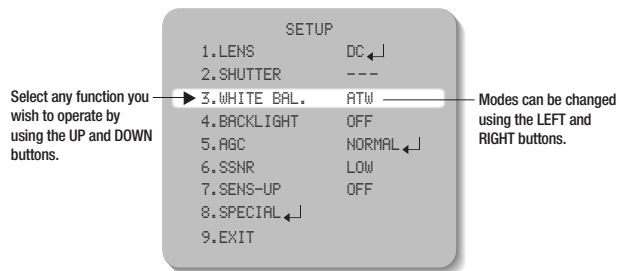 SETUP
1.LENS DC↵
2.SHUTTER ---
3.WHITE BAL. ATW
4.BACKLIGHT OFF
5.AGC NORMAL↵
6.SSNR LOW
7.SENS-UP OFF
8.SPECIAL↵
9.EXIT
Select any function you
wish to operate by
using the UP and DOWN
buttons.
Modes can be changed
using the LEFT and
RIGHT buttons.